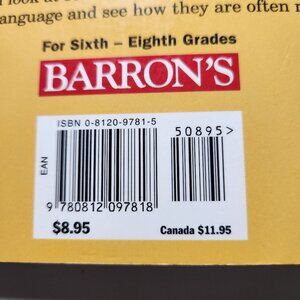 language and see how they are often
For Sixth – Eighth Grades
BARRON'S
ISBN 0-8120-9781-5
50895>
EAN
9 780812 097818
$8.95 Canada $11.95